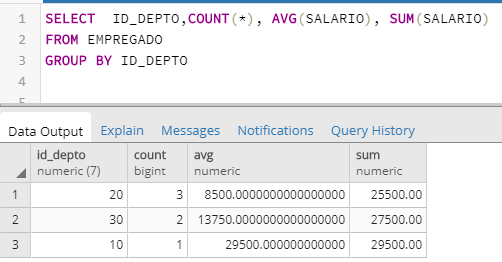 1 SELECT  ID_DEPTO,COUNT(*), AVG(SALARIO), SUM(SALARIO)
2 FROM EMPREGADO
3 GROUP BY ID_DEPTO
4
5
Data Output Explain Messages Notifications Query History
id_depto count avg sum
numeric (7) bigint numeric numeric
1 20 3 8500.0000000000000000 25500.00
2 30 2 13750.0000000000000000 27500.00
3 10 1 29500.000000000000 29500.00